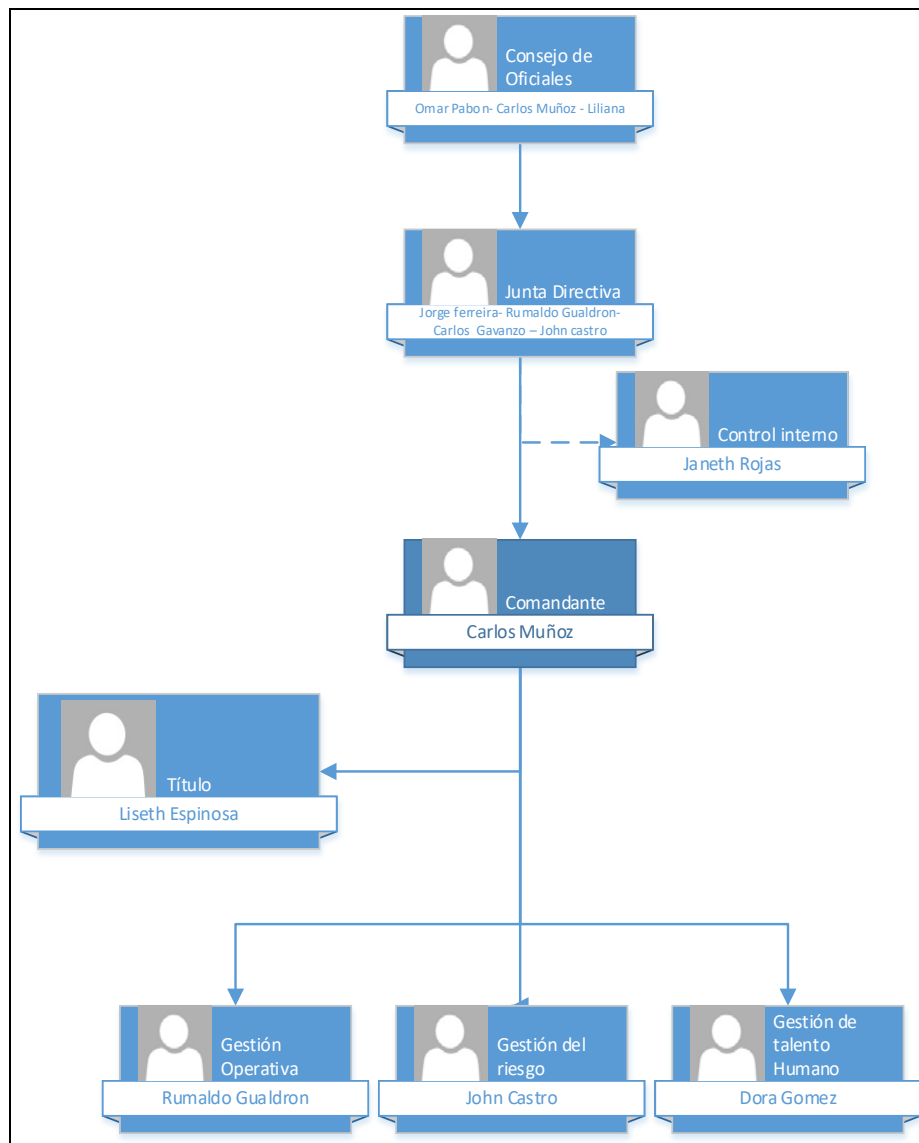 Consejo de
Oficiales
Omar Pabon- Carlos Muñoz - Liliana
Junta Directiva
Jorge ferreira- Rumaldo Gualdron-
Carlos Gavanzo – John castro
Control interno
Janeth Rojas
Comandante
Carlos Muñoz
Título
Liseth Espinosa
Gestión
Operativa
Rumaldo Gualdron
Gestión del
riesgo
John Castro
Gestión de
talento
Humano
Dora Gomez